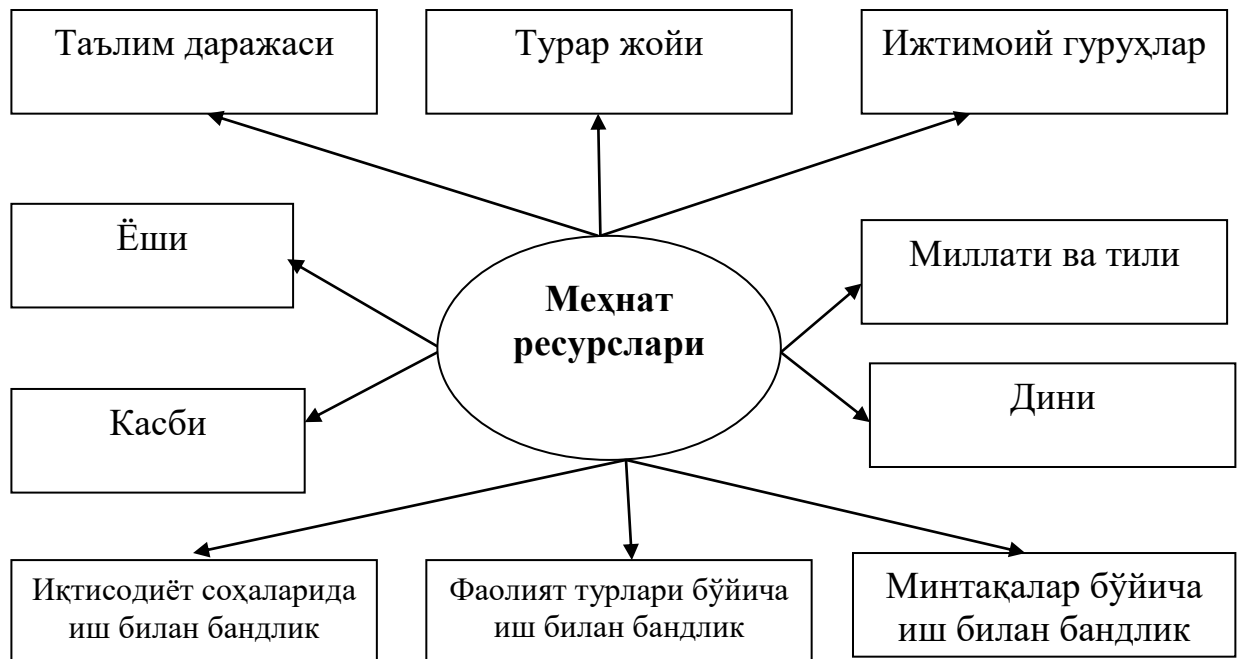 Таълим даражаси
Турар жойи
Ижтимоий гуруҳлар
Ёши
Миллати ва тили
Меҳнат
ресурслари
Касби
Дини
Иқтисодиёт соҳаларида
иш билан бандлик
Фаолият турлари бўйича
иш билан бандлик
Минтақалар бўйича
иш билан бандлик